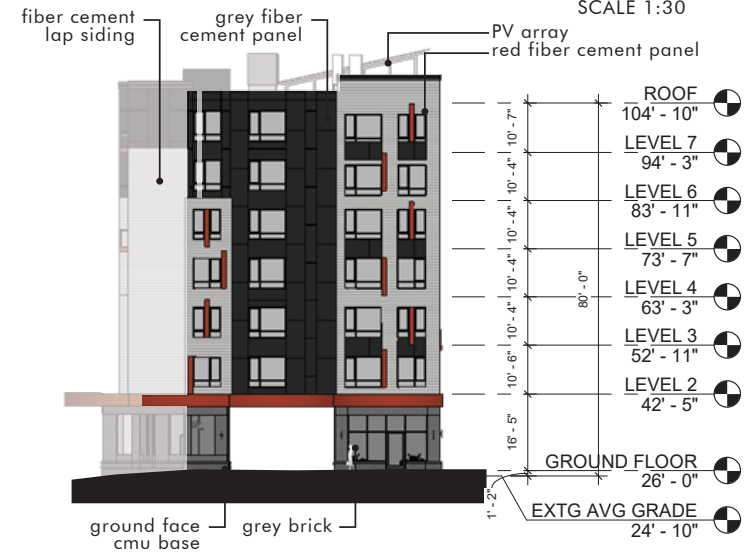 SCALE 1:30
fiber cement
lap siding
grey fiber
cement panel
PV array
red fiber cement panel
ROOF
104' - 10"
10' - 7"
LEVEL 7
94' - 3"
10' - 4"
LEVEL 6
83' - 11"
10' - 4"
LEVEL 5
73' - 7"
10' - 4"
LEVEL 4
63' - 3"
80' - 0"
10' - 4"
LEVEL 3
52' - 11"
10' - 6"
LEVEL 2
42' - 5"
16' - 5"
GROUND FLOOR
26' - 0"
1' - 2"
EXTG AVG GRADE
24' - 10"
ground face
cmu base
grey brick